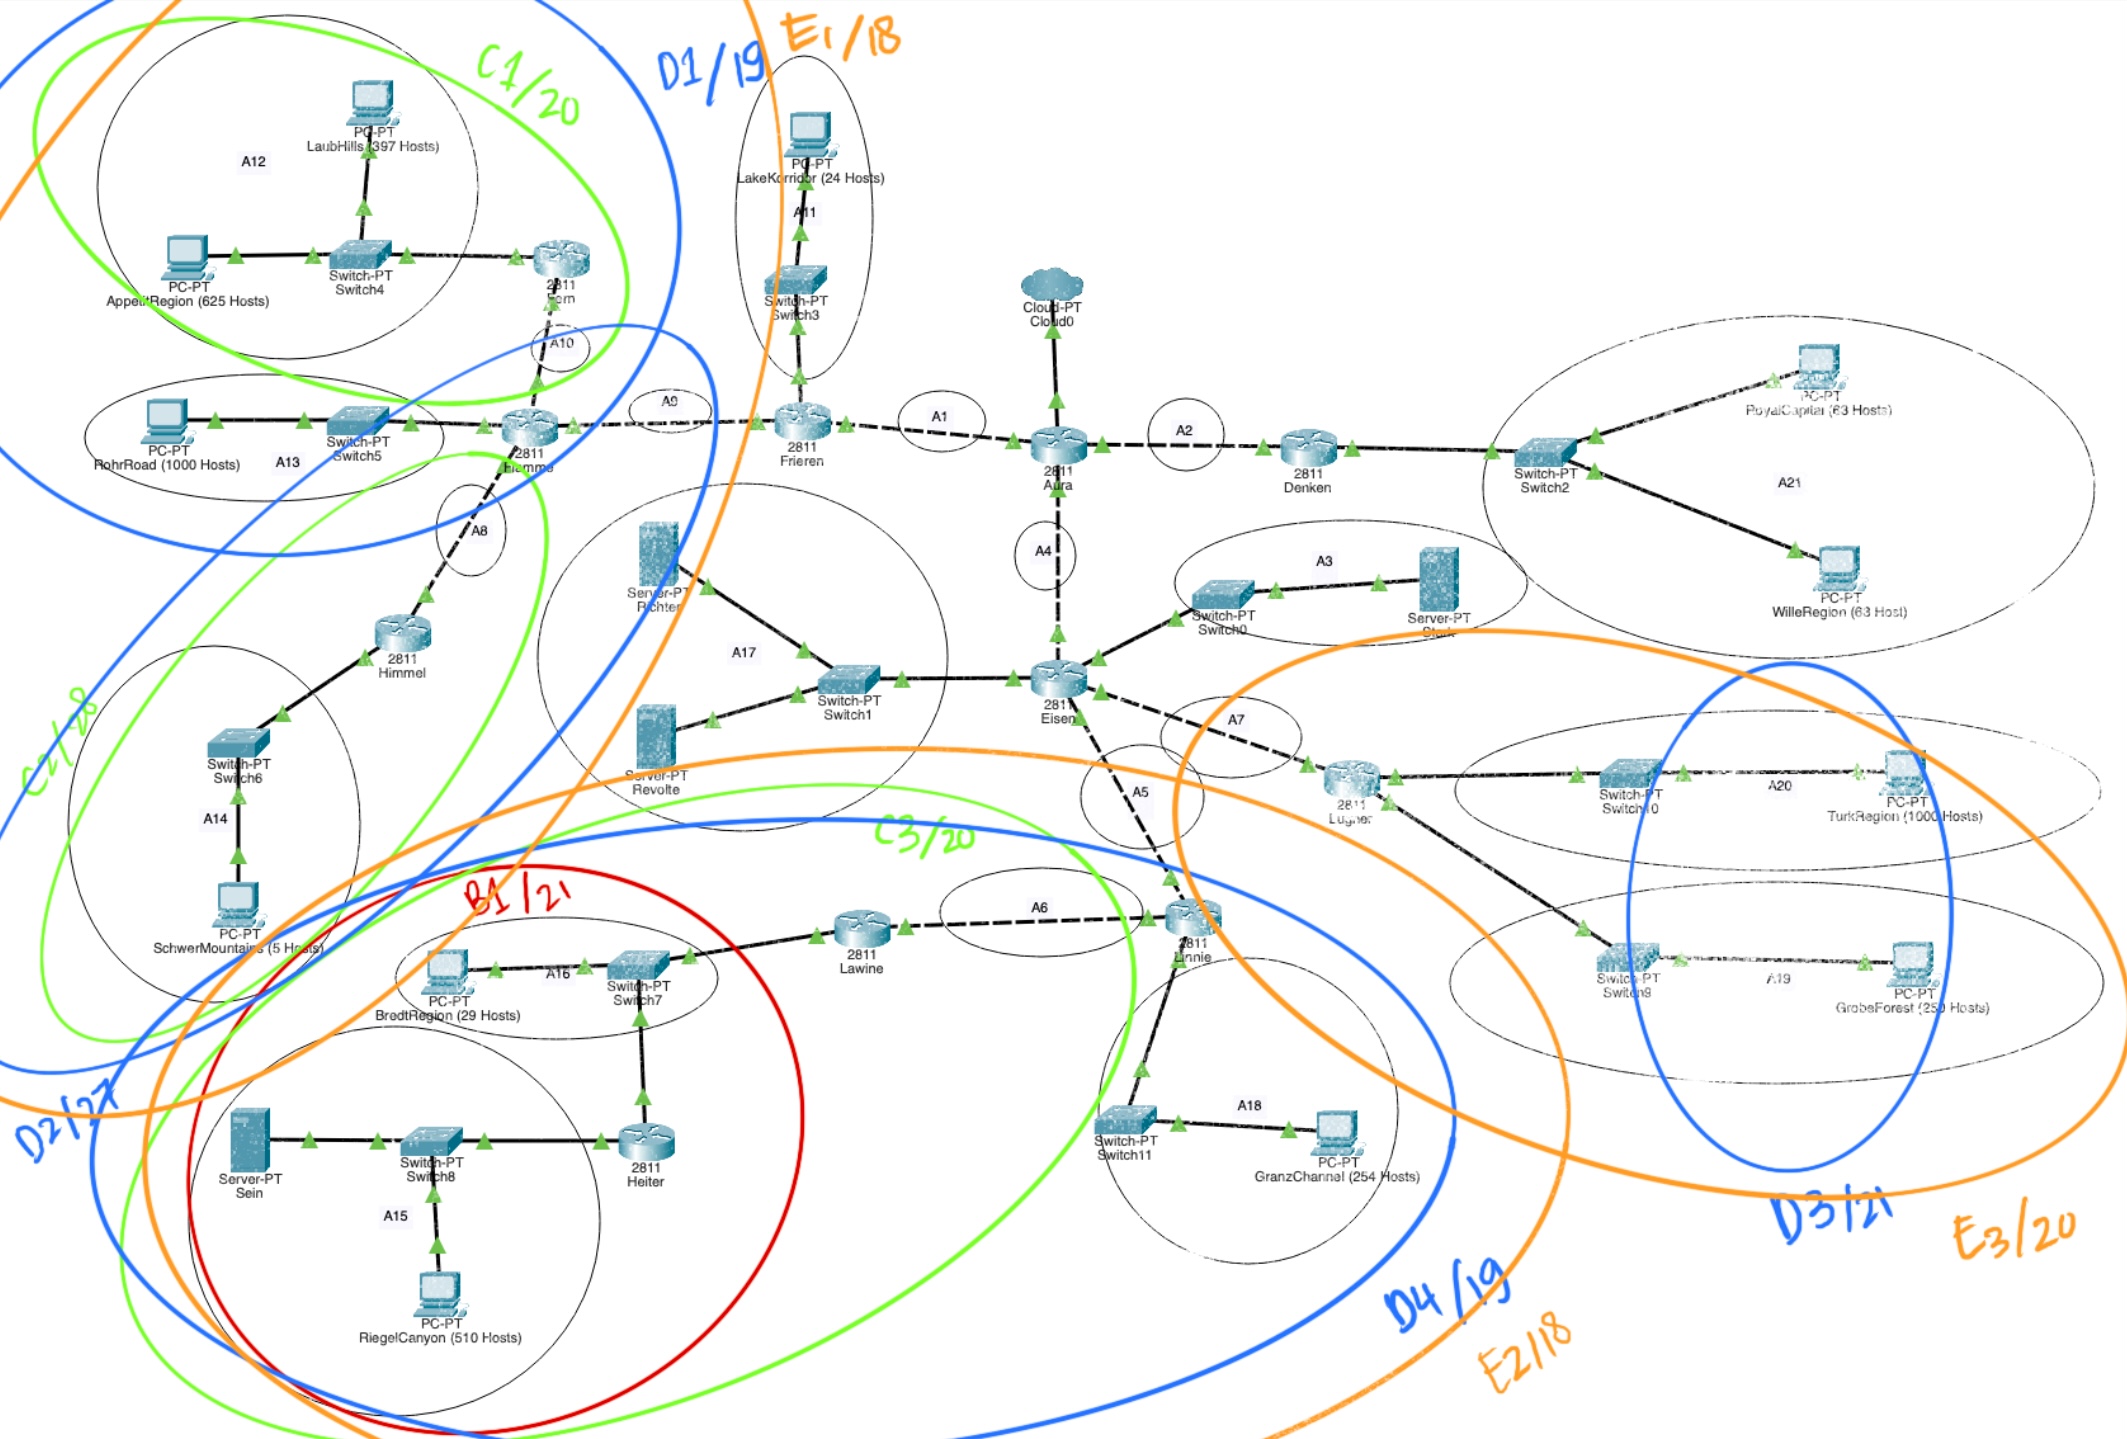 E1/18
D1/19
C1/20
PC-PT
LaubHills (397 Hosts)
A12
PC-PT
LakeKorridor (24 Hosts)
A11
Switch-PT
Switch4
PC-PT
AppetitRegion (625 Hosts)
2811
Fern
Switch-PT
Switch3
Cloud-PT
Cloud0
A10
PC-PT
RoyalCapital (63 Hosts)
A9
A1
A2
PC-PT
RohrRoad (1000 Hosts)
A13
Switch-PT
Switch5
2811
Flamme
2811
Frieren
2811
Aura
2811
Denken
Switch-PT
Switch2
A21
A8
A4
A3
Server-PT
Richter
Switch-PT
Switch0
Server-PT
Stark
PC-PT
WilleRegion (63 Host)
2811
Himmel
A17
Switch-PT
Switch1
2811
Eisen
A7
C2/28
Switch-PT
Switch6
Server-PT
Revolte
A5
2811
Lugner
Switch-PT
Switch10
A20
PC-PT
TurkRegion (1000 Hosts)
A14
C3/20
B1/21
A6
PC-PT
SchwerMountains (5 Hosts)
A16
PC-PT
BredtRegion (29 Hosts)
Switch-PT
Switch7
2811
Lawine
2811
Linnie
Switch-PT
Switch9
A19
PC-PT
GrobeForest (250 Hosts)
D2/27
Server-PT
Sein
Switch-PT
Switch8
2811
Heiter
Switch-PT
Switch11
A18
PC-PT
GranzChannel (254 Hosts)
A15
D3/21
E3/20
PC-PT
RiegelCanyon (510 Hosts)
D4/19
E2/18